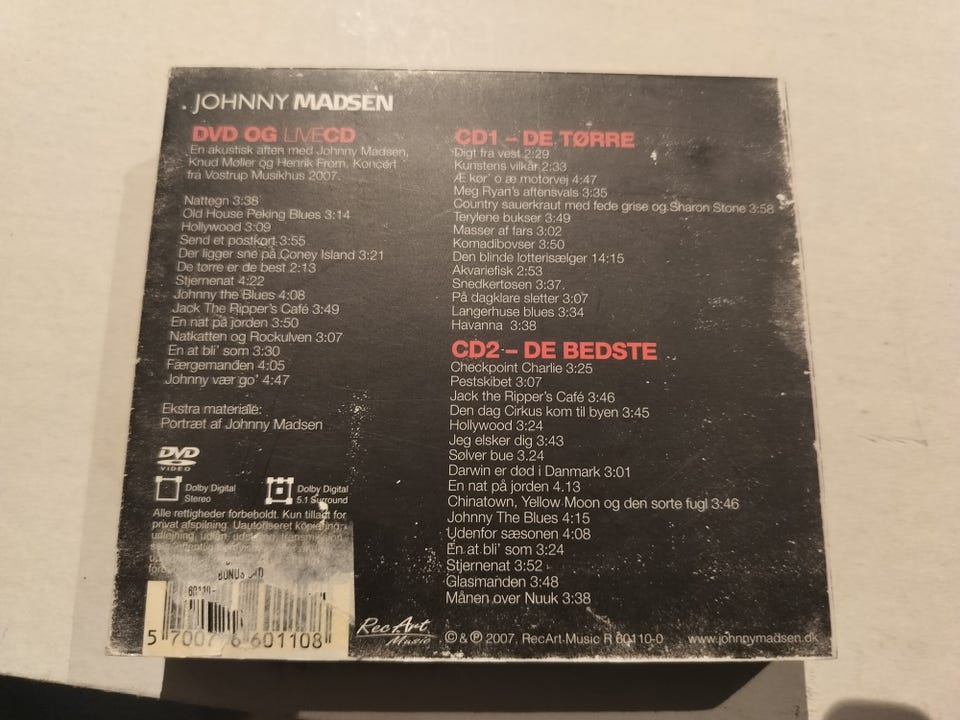 JOHNNY MADSEN
DVD OG LIVECD
En akustisk aften med Johnny Madsen,
Knud Møller og Henrik From. Koncert
fra Vostrup Musikhus 2007.
Nattegn 3:38
Old House Peking Blues 3:14
Hollywood 3:09
Send et postkort 3:55
Der ligger sne på Coney Island 3:21
De tørre er de best 2:13
Stjernenat 4:22
Johnny the Blues 4:08
Jack The Ripper's Café 3:49
En nat på jorden 3:50
Natkatten og Rockulven 3:07
En at bli' som 3:30
Færgemanden 4:05
Johnny vær go' 4:47
Ekstra materiale:
Portræt af Johnny Madsen
DVD
VIDEO
Dolby Digital
Stereo
Dolby Digital
5.1 Surround
Alle rettigheder forbeholdt. Kun tilladt for
privat afspilning. Uautoriseret kopiering,
udlejning, udlån, udsendelse, transmission
BONUS
5 7007 6 601108
CD1 – DE TØRRE
Digt fra vest 2:29
Kunstens vilkår 2:33
Æ kør' o æ motorvej 4:47
Meg Ryan's aftensvals 3:35
Country sauerkraut med fede grise og Sharon Stone 3:58
Terylene bukser 3:49
Masser af fars 3:02
Komadibovser 3:50
Den blinde lotterisælger 14:15
Akvariefisk 2:53
Snedkertøsen 3:37.
På dagklare sletter 3:07
Langerhuse blues 3:34
Havanna 3:38
CD2 – DE BEDSTE
Checkpoint Charlie 3:25
Pestskibet 3:07
Jack the Ripper's Café 3:46
Den dag Cirkus kom til byen 3:45
Hollywood 3:24
Jeg elsker dig 3:43
Sølver bue 3.24
Darwin er død i Danmark 3:01
En nat på jorden 4.13
Chinatown, Yellow Moon og den sorte fugl 3:46
Johnny The Blues 4:15
Udenfor sæsonen 4:08
En at bli' som 3:24
Stjernenat 3:52
Glasmanden 3:48
Månen over Nuuk 3:38
RecArt Music
© & ℗ 2007, RecArt Music R 60110-0
www.johnnymadsen.dk